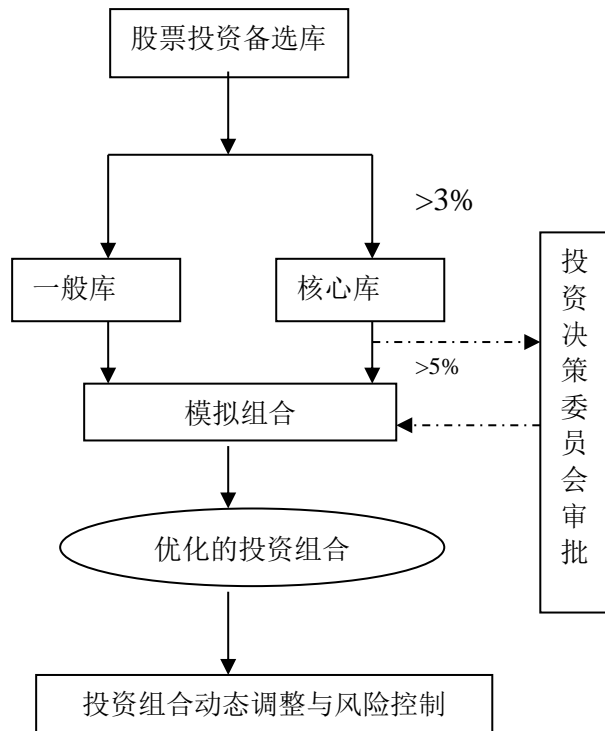 股票投资备选库
>3%
一般库
核心库
投资决策委员会审批
>5%
模拟组合
优化的投资组合
投资组合动态调整与风险控制